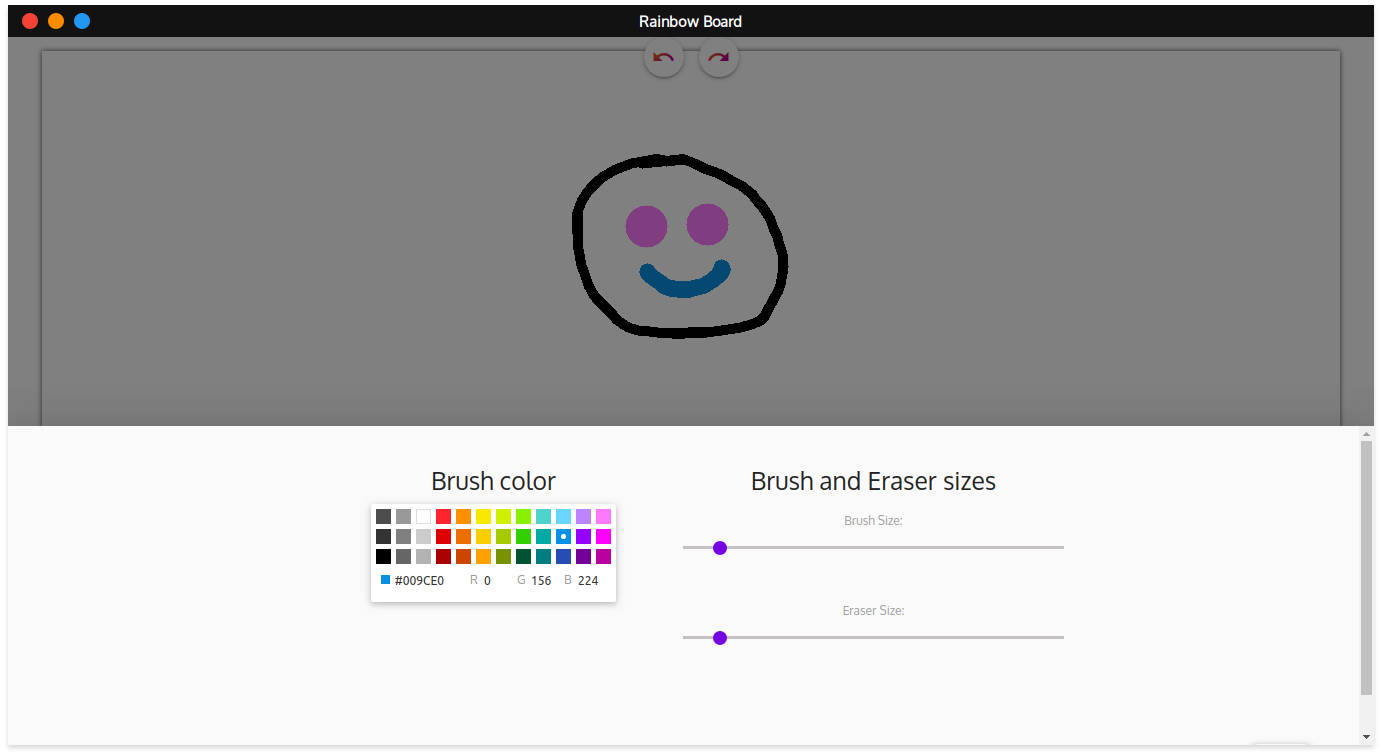 Rainbow Board
Brush color
#009CE0 R 0 G 156 B 224
Brush and Eraser sizes
Brush Size:
Eraser Size: